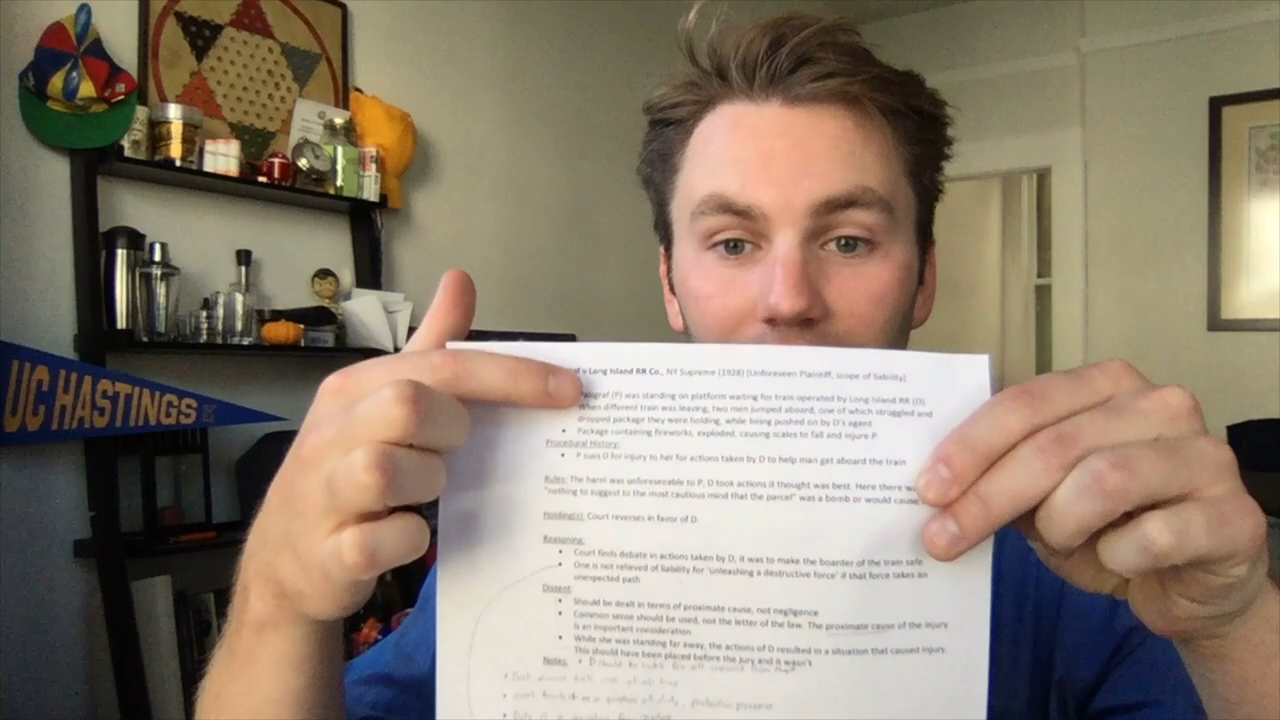 UC HASTINGS
af v Long Island RR Co., NY Supreme (1928) [Unforeseen Plaintiff, scope of liability]
Palsgraf (P) was standing on platform waiting for train operated by Long Island RR (D)
When different train was leaving, two men jumped aboard, one of which struggled and
dropped package they were holding, while being pushed on by D's agent
• Package containing fireworks, exploded, causing scales to fall and injure P
Procedural History:
• P sues D for injury to her for actions taken by D to help man get aboard the train
Rules: The harm was unforeseeable to P, D took actions it thought was best. Here there w
"nothing to suggest to the most cautious mind that the parcel" was a bomb or would cause
Holding(s): Court reverses in favor of D
Reasoning:
• Court finds debate in actions taken by D, it was to make the boarder of the train safe
• One is not relieved of liability for 'unleashing a destructive force' if that force takes an
unexpected path
Dissent
• Should be dealt in terms of proximate cause, not negligence
• Common sense should be used, not the letter of the law. The proximate cause of the injury
is an important consideration
• While she was standing far away, the actions of D resulted in a situation that caused injury.
This should have been placed before the jury and it wasn't
Notes: • D should be liable for all